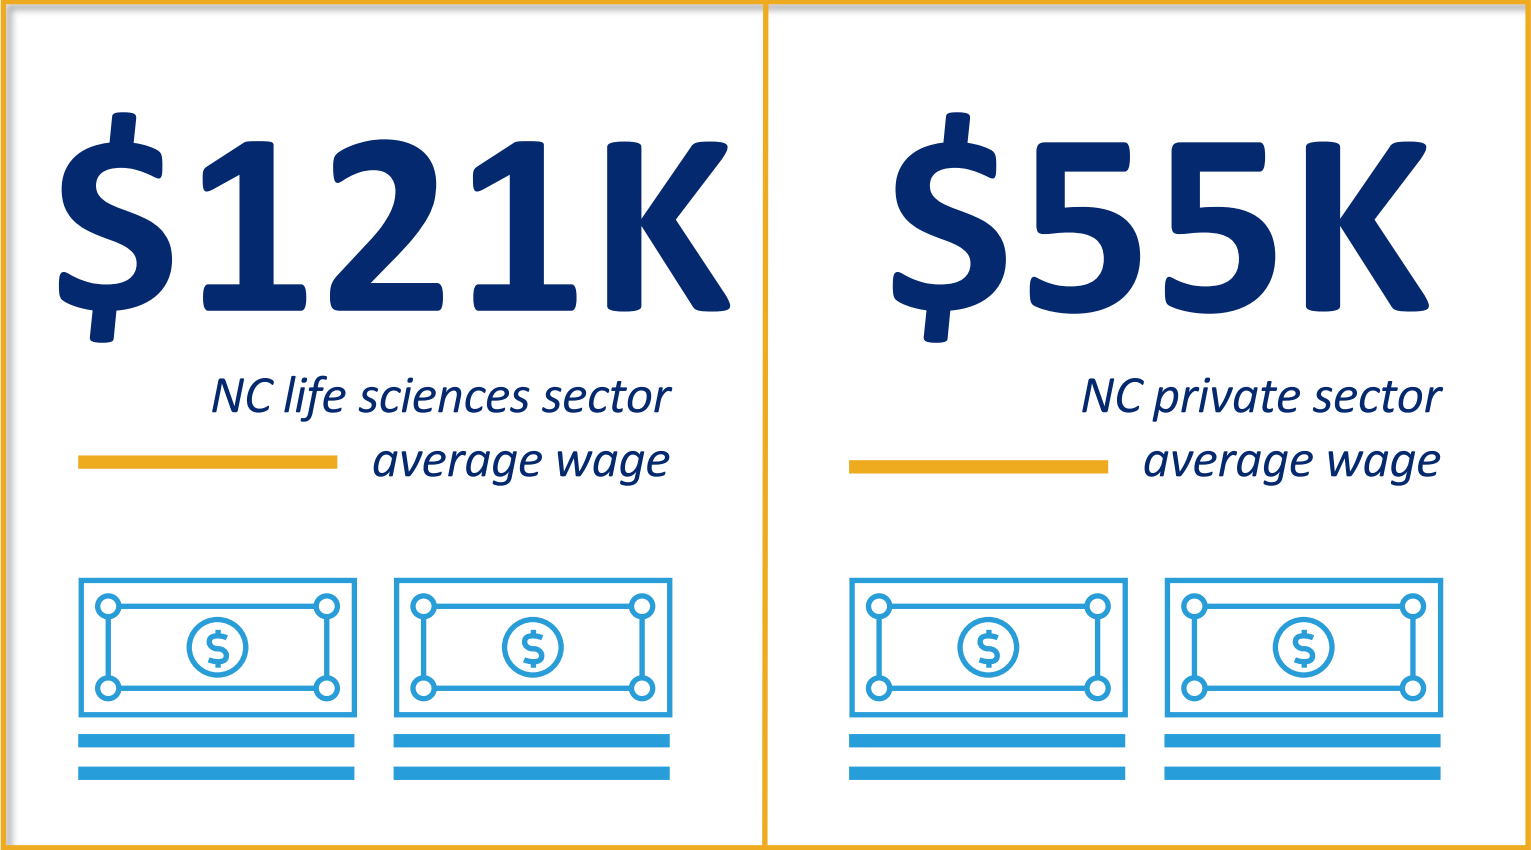 $121K
NC life sciences sector
average wage
$
$
$55K
NC private sector
average wage
$
$